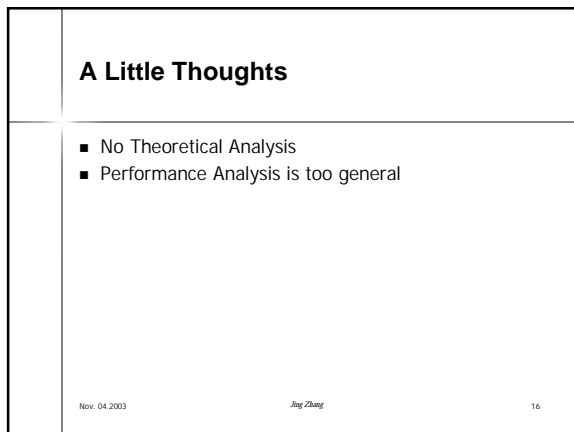 A Little Thoughts
No Theoretical Analysis
Performance Analysis is too general
Nov. 04.2003 Jing Zhang 16